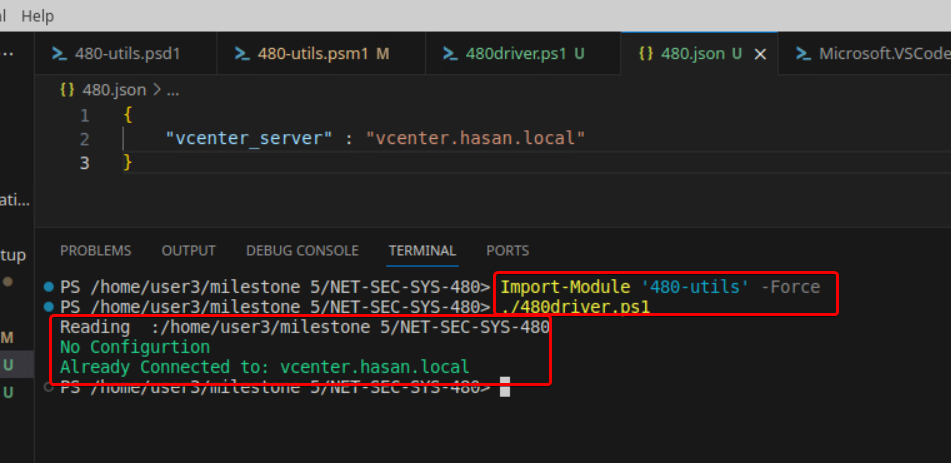 l Help
... 480-utils.psd1 480-utils.psm1 M 480driver.ps1 U {} 480.json U × Microsoft.VSCode
{} 480.json > ...
1 {
2 "vcenter_server" : "vcenter.hasan.local"
3 }
ati...
tup
PROBLEMS OUTPUT DEBUG CONSOLE TERMINAL PORTS
PS /home/user3/milestone 5/NET-SEC-SYS-480> Import-Module '480-utils' -Force
PS /home/user3/milestone 5/NET-SEC-SYS-480> ./480driver.ps1
Reading  :/home/user3/milestone 5/NET-SEC-SYS-480
M
No Configurtion
U
Already Connected to: vcenter.hasan.local
U
PS /home/user3/milestone 5/NET-SEC-SYS-480>